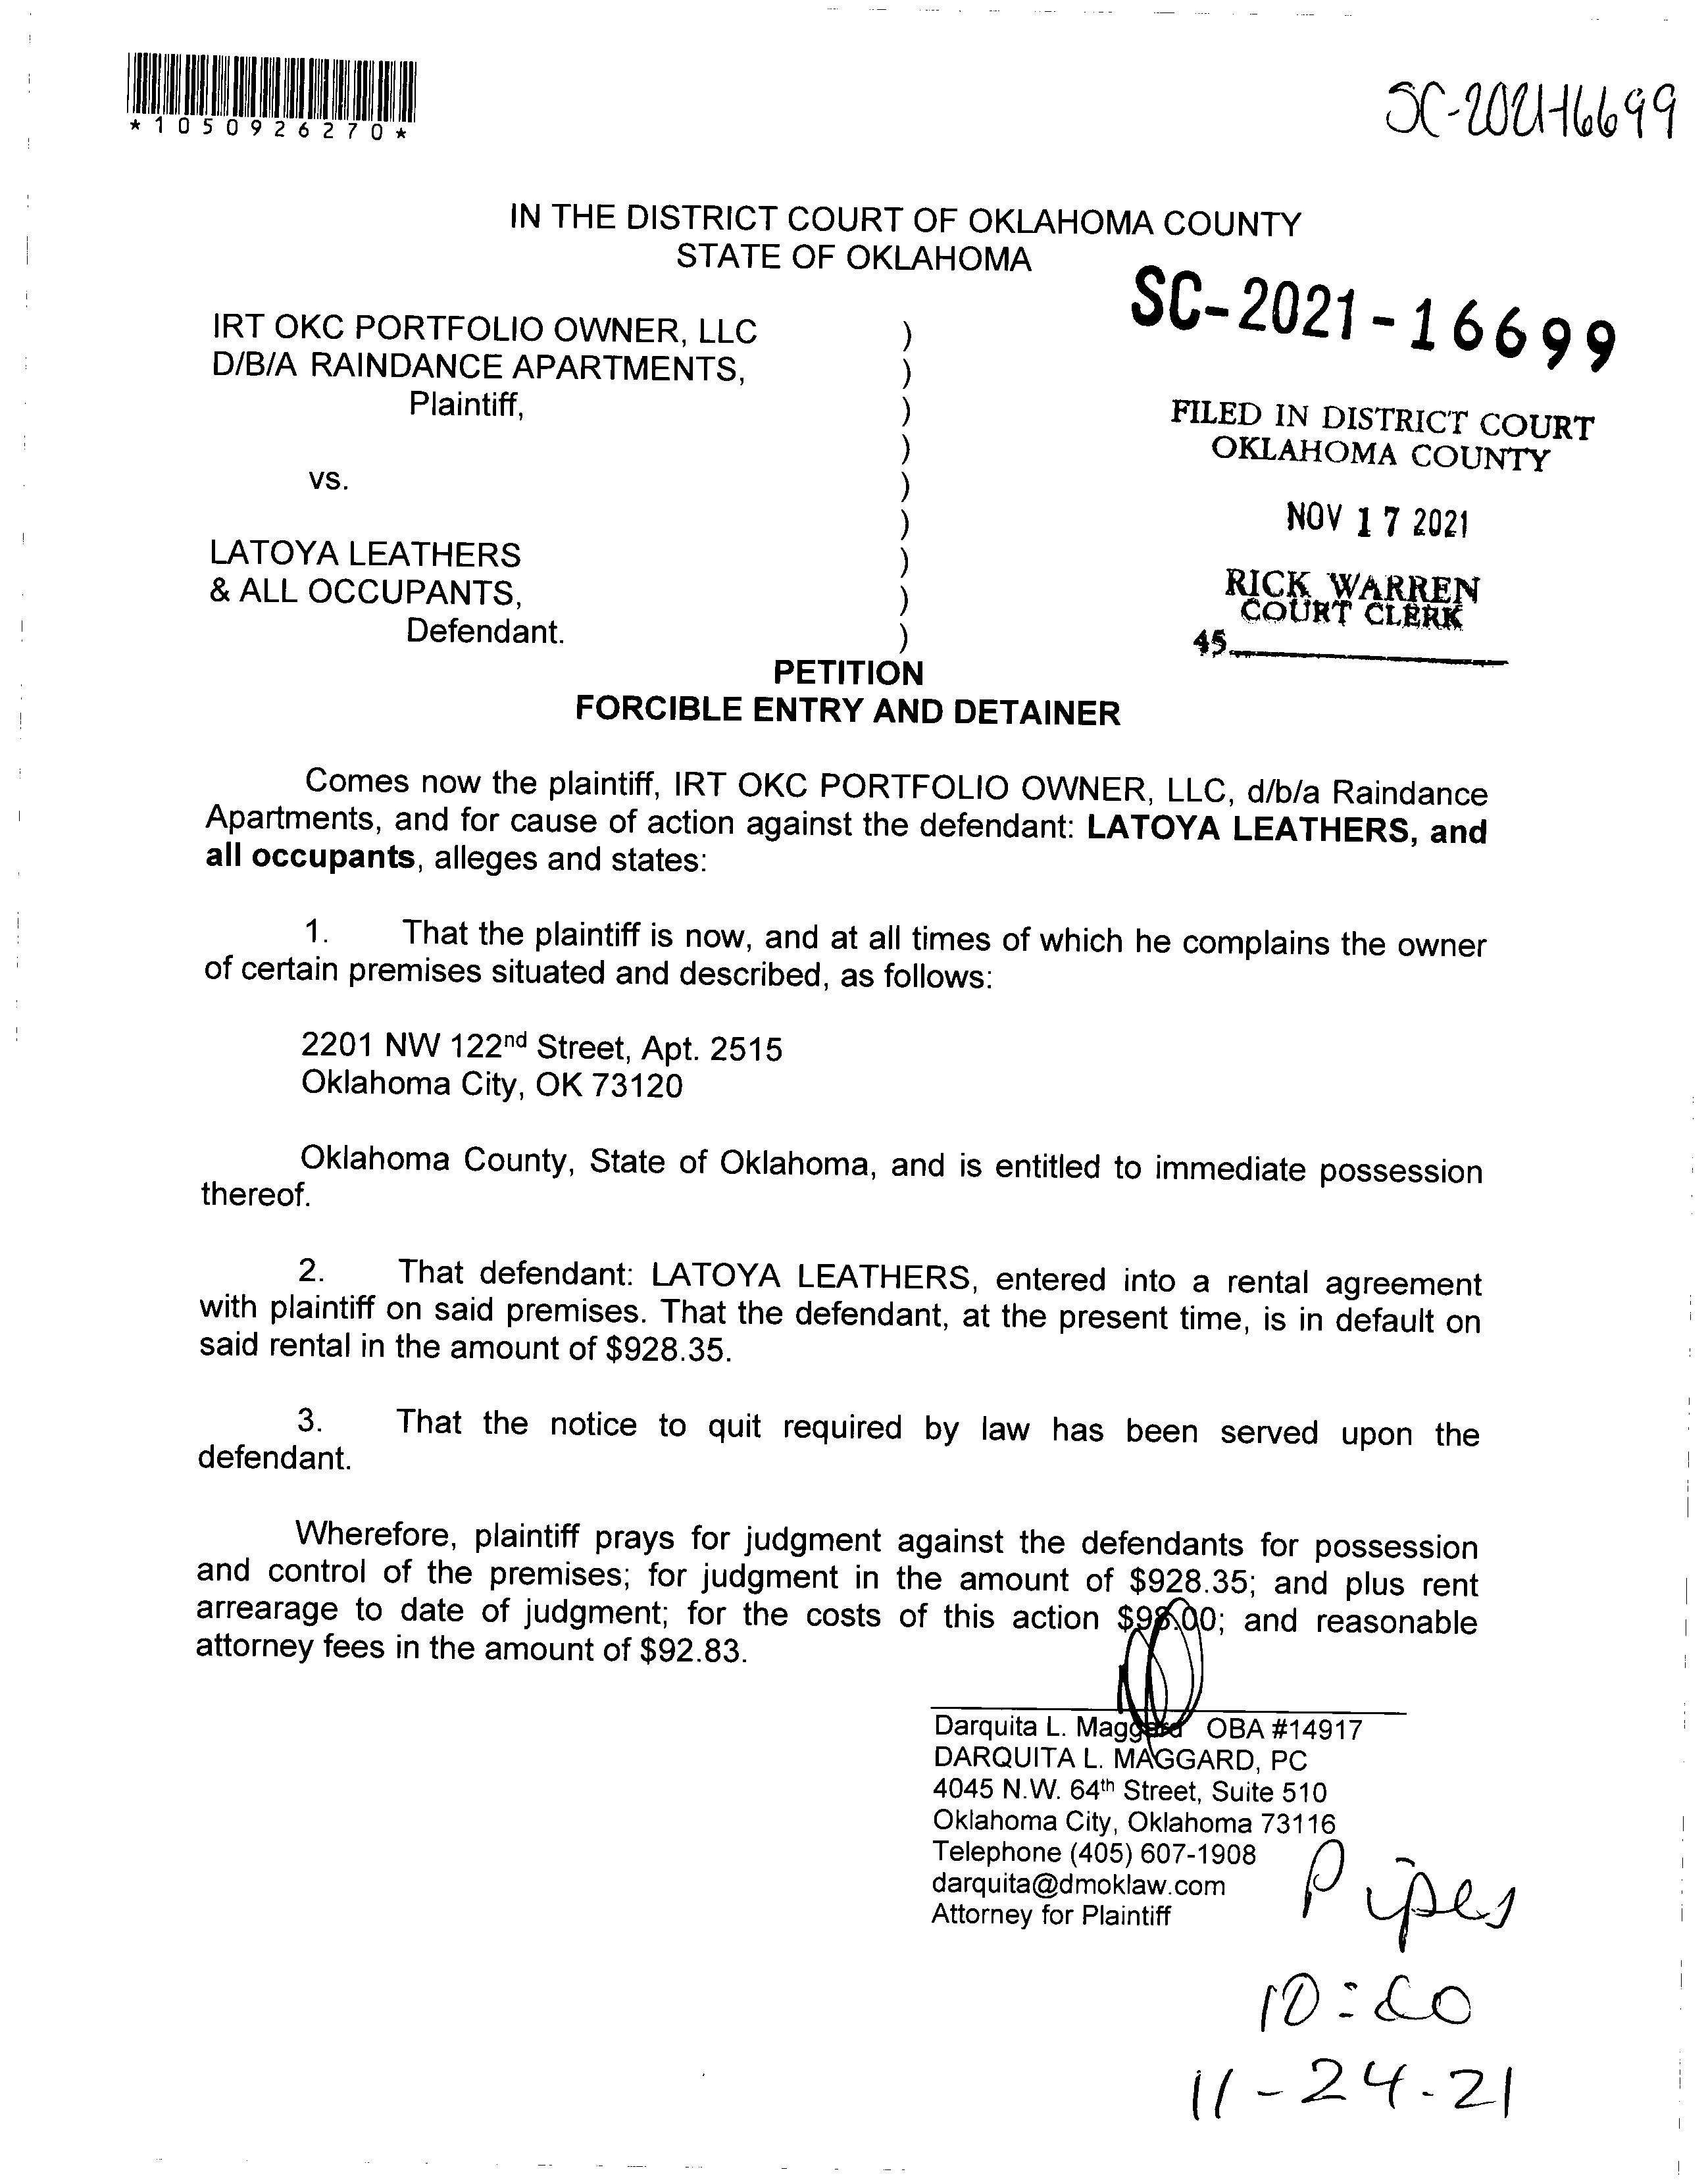 *1050926270*
SC-2021-16699
IN THE DISTRICT COURT OF OKLAHOMA COUNTY
STATE OF OKLAHOMA
SC-2021-16699
IRT OKC PORTFOLIO OWNER, LLC )
D/B/A RAINDANCE APARTMENTS, )
Plaintiff, )
)
vs. )
)
LATOYA LEATHERS )
& ALL OCCUPANTS, )
Defendant. )
FILED IN DISTRICT COURT
OKLAHOMA COUNTY
NOV 17 2021
RICK WARREN
COURT CLERK
45
PETITION
FORCIBLE ENTRY AND DETAINER
Comes now the plaintiff, IRT OKC PORTFOLIO OWNER, LLC, d/b/a Raindance
Apartments, and for cause of action against the defendant: LATOYA LEATHERS, and
all occupants, alleges and states:
1. That the plaintiff is now, and at all times of which he complains the owner
of certain premises situated and described, as follows:
2201 NW 122nd Street, Apt. 2515
Oklahoma City, OK 73120
Oklahoma County, State of Oklahoma, and is entitled to immediate possession
thereof.
2. That defendant: LATOYA LEATHERS, entered into a rental agreement
with plaintiff on said premises. That the defendant, at the present time, is in default on
said rental in the amount of $928.35.
3. That the notice to quit required by law has been served upon the
defendant.
Wherefore, plaintiff prays for judgment against the defendants for possession
and control of the premises; for judgment in the amount of $928.35; and plus rent
arrearage to date of judgment; for the costs of this action $98.00; and reasonable
attorney fees in the amount of $92.83.
Darquita L. Maggard OBA #14917
DARQUITA L. MAGGARD, PC
4045 N.W. 64th Street, Suite 510
Oklahoma City, Oklahoma 73116
Telephone (405) 607-1908
darquita@dmoklaw.com
Attorney for Plaintiff
Pipes
10:00
11-24-21